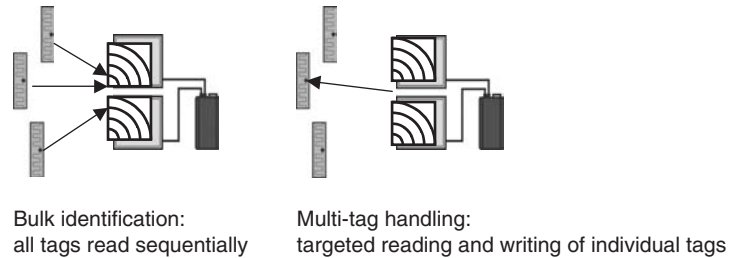 Bulk identification:
all tags read sequentially
Multi-tag handling:
targeted reading and writing of individual tags